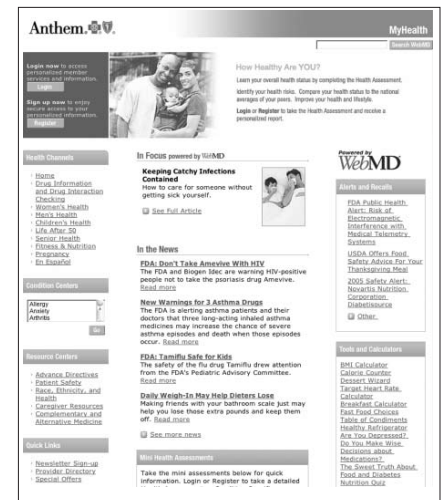 Anthem.
MyHealth
Search WebMD
Login now to access
personalized member
services and information.
Login
Sign up now to enjoy
secure access to your
personalized information.
Register
How Healthy Are YOU?
Learn your overall health status by completing the Health Assessment.
Identify your health risks. Compare your health status to the national
averages of your peers. Improve your health and lifestyle.
Login or Register to take the Health Assessment and receive a
personalized report.
Health Channels
Home
Drug Information
and Drug Interaction
Checking
Women's Health
Men's Health
Children's Health
Life After 50
Senior Health
Fitness & Nutrition
Pregnancy
En Español
Condition Centers
Allergy
Anxiety
Arthritis
Go
Resource Centers
Advance Directives
Patient Safety
Race, Ethnicity, and
Health
Caregiver Resources
Complementary and
Alternative Medicine
Quick Links
Newsletter Sign-up
Provider Directory
Special Offers
In Focus powered by WebMD
Keeping Catchy Infections
Contained
How to care for someone without
getting sick yourself.
See Full Article
In the News
FDA: Don't Take Amevive With HIV
The FDA and Biogen Idec are warning HIV-positive
people not to take the psoriasis drug Amevive.
Read more
New Warnings for 3 Asthma Drugs
The FDA is alerting asthma patients and their
doctors that three long-acting inhaled asthma
medicines may increase the chance of severe
asthma episodes and death when those episodes
occur. Read more
FDA: Tamiflu Safe for Kids
The safety of the flu drug Tamiflu drew attention
from the FDA's Pediatric Advisory Committee.
Read more
Daily Weigh-In May Help Dieters Lose
Making friends with your bathroom scale just may
help you lose those extra pounds and keep them
off. Read more
See more news
Mini Health Assessments
Take the mini assessments below for quick
information. Login or Register to take a detailed
Powered by
WebMD
Alerts and Recalls
FDA Public Health
Alert: Risk of
Electromagnetic
Interference with
Medical Telemetry
Systems
USDA Offers Food
Safety Advice For Your
Thanksgiving Meal
2005 Safety Alert:
Novartis Nutrition
Corporation
Diabetisource
Other
Tools and Calculators
BMI Calculator
Calorie Counter
Dessert Wizard
Target Heart Rate
Calculator
Breakfast Calculator
Fast Food Choices
Table of Condiments
Healthy Refrigerator
Are You Depressed?
Do You Make Wise
Decisions about
Medications?
The Sweet Truth About
Food and Diabetes
Nutrition Quiz